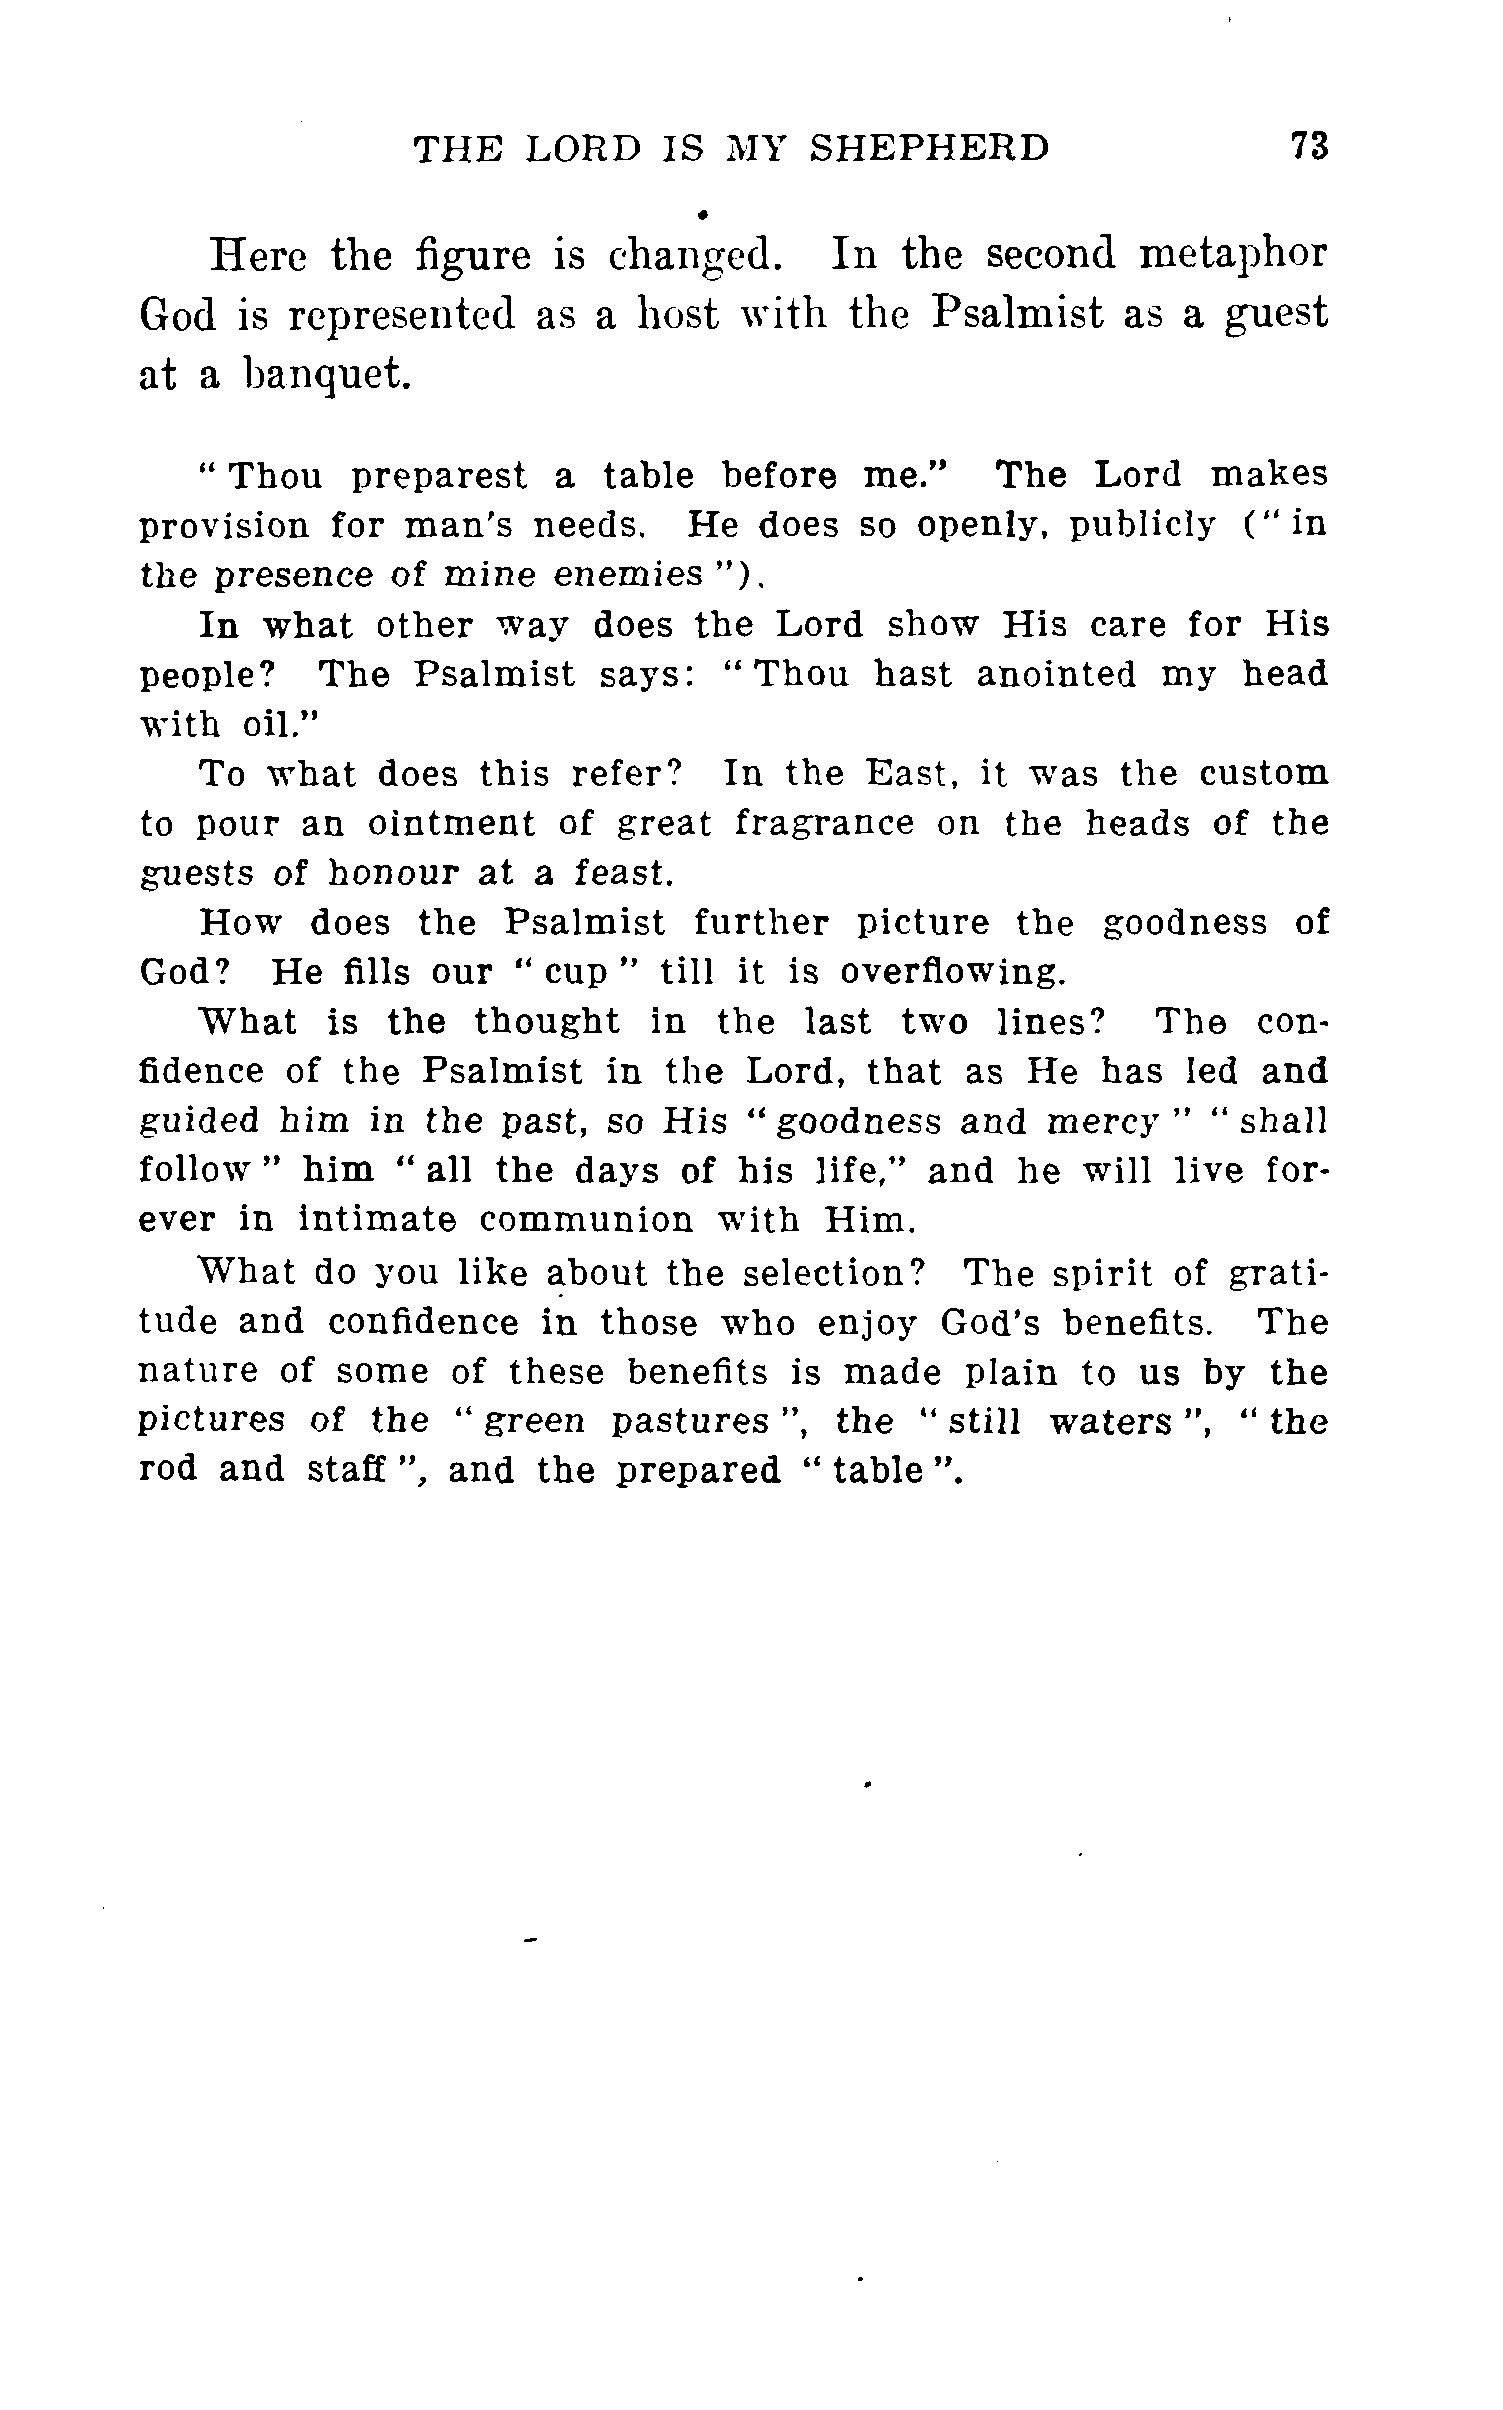 THE LORD IS MY SHEPHERD 73
Here the figure is changed. In the second metaphor
God is represented as a host with the Psalmist as a guest
at a banquet.
" Thou preparest a table before me." The Lord makes
provision for man's needs. He does so openly, publicly (" in
the presence of mine enemies ").
In what other way does the Lord show His care for His
people? The Psalmist says: " Thou hast anointed my head
with oil."
To what does this refer? In the East, it was the custom
to pour an ointment of great fragrance on the heads of the
guests of honour at a feast.
How does the Psalmist further picture the goodness of
God? He fills our " cup " till it is overflowing.
What is the thought in the last two lines? The con-
fidence of the Psalmist in the Lord, that as He has led and
guided him in the past, so His " goodness and mercy " " shall
follow " him " all the days of his life," and he will live for-
ever in intimate communion with Him.
What do you like about the selection? The spirit of grati-
tude and confidence in those who enjoy God's benefits. The
nature of some of these benefits is made plain to us by the
pictures of the " green pastures ", the " still waters ", " the
rod and staff ", and the prepared " table ".